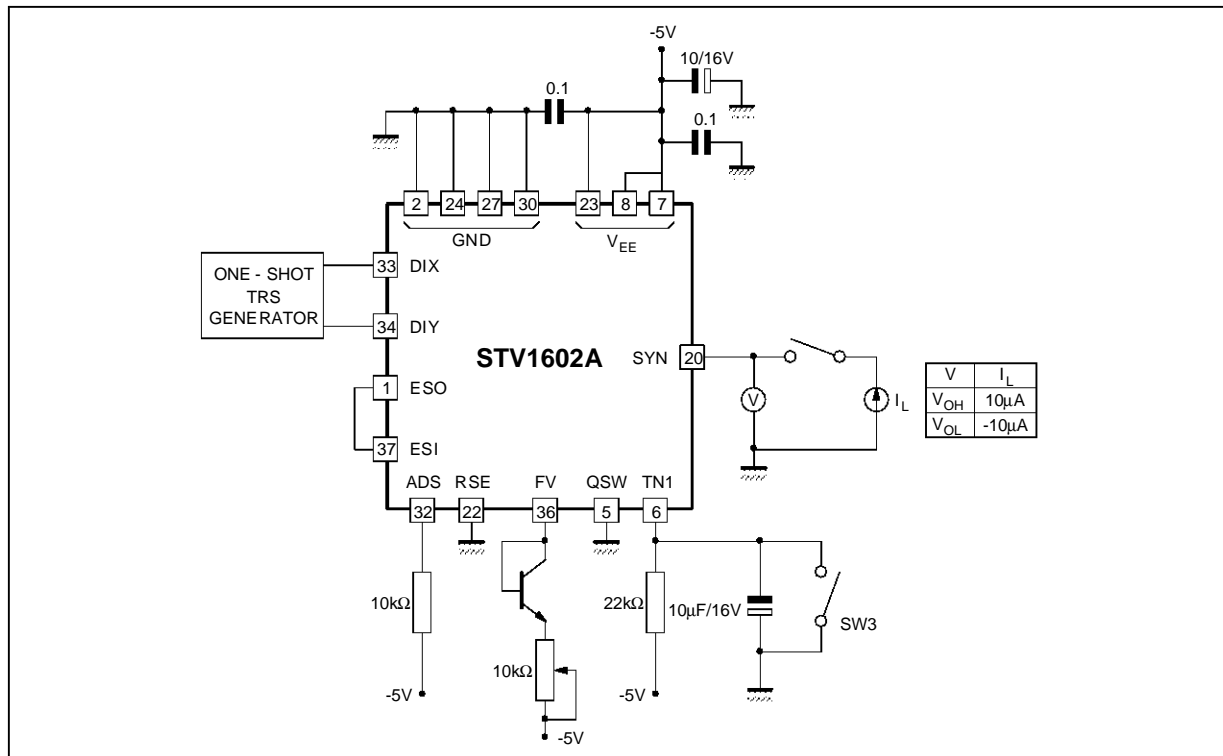 -5V
10/16V
0.1
0.1
2 24 27 30 23 8 7
GND
V_EE
ONE - SHOT
TRS
GENERATOR
33 DIX
34 DIY
STV1602A
SYN 20
1 ESO
37 ESI
V
I_L
V I_L
V_OH 10µA
V_OL -10µA
ADS RSE FV QSW TN1
32 22 36 5 6
10kΩ
10kΩ
22kΩ
10µF/16V
SW3
-5V
-5V
-5V